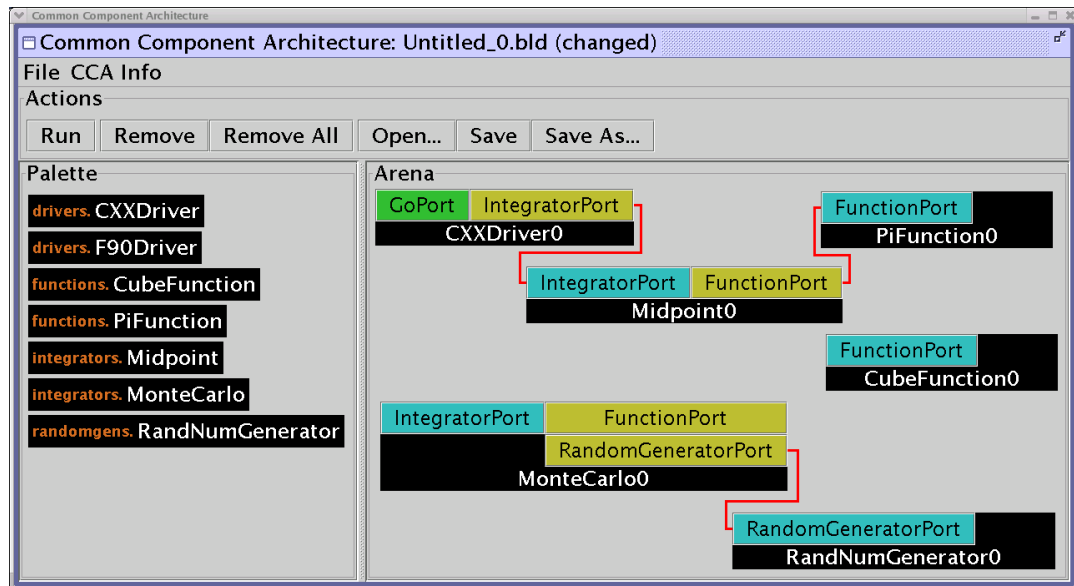 Common Component Architecture
Common Component Architecture: Untitled_0.bld (changed)
File CCA Info
Actions
Run Remove Remove All Open... Save Save As...
Palette
drivers. CXXDriver
drivers. F90Driver
functions. CubeFunction
functions. PiFunction
integrators. Midpoint
integrators. MonteCarlo
randomgens. RandNumGenerator
Arena
GoPort IntegratorPort
CXXDriver0
FunctionPort
PiFunction0
IntegratorPort FunctionPort
Midpoint0
FunctionPort
CubeFunction0
IntegratorPort FunctionPort
RandomGeneratorPort
MonteCarlo0
RandomGeneratorPort
RandNumGenerator0